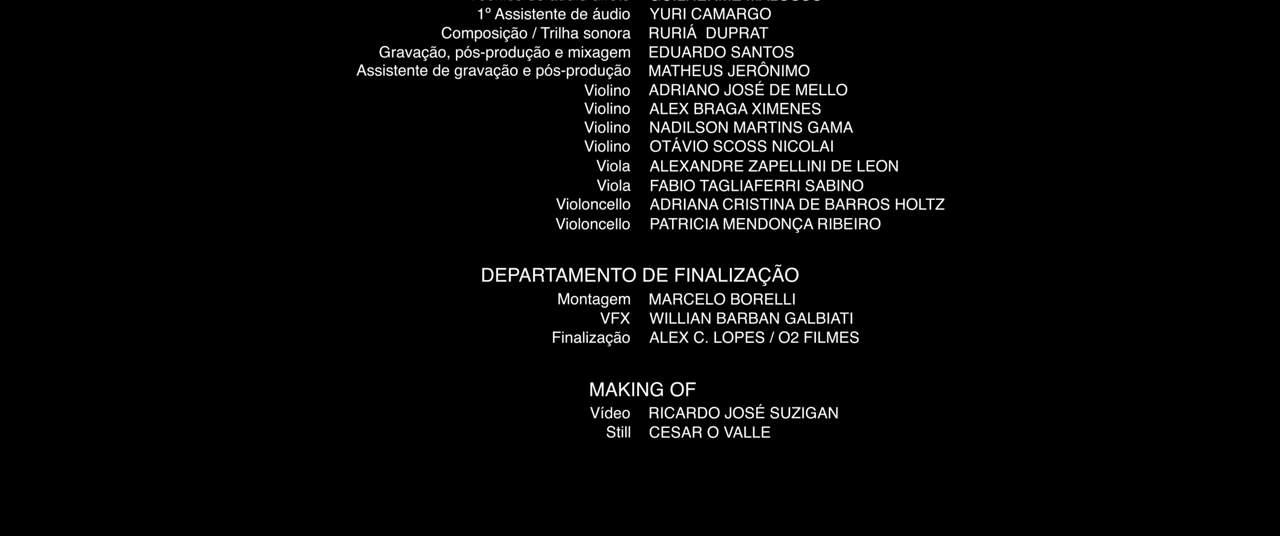 1º Assistente de áudio YURI CAMARGO
Composição / Trilha sonora RURIÁ DUPRAT
Gravação, pós-produção e mixagem EDUARDO SANTOS
Assistente de gravação e pós-produção MATHEUS JERÔNIMO
Violino ADRIANO JOSÉ DE MELLO
Violino ALEX BRAGA XIMENES
Violino NADILSON MARTINS GAMA
Violino OTÁVIO SCOSS NICOLAI
Viola ALEXANDRE ZAPELLINI DE LEON
Viola FABIO TAGLIAFERRI SABINO
Violoncello ADRIANA CRISTINA DE BARROS HOLTZ
Violoncello PATRICIA MENDONÇA RIBEIRO
DEPARTAMENTO DE FINALIZAÇÃO
Montagem MARCELO BORELLI
VFX WILLIAN BARBAN GALBIATI
Finalização ALEX C. LOPES / O2 FILMES
MAKING OF
Vídeo RICARDO JOSÉ SUZIGAN
Still CESAR O VALLE